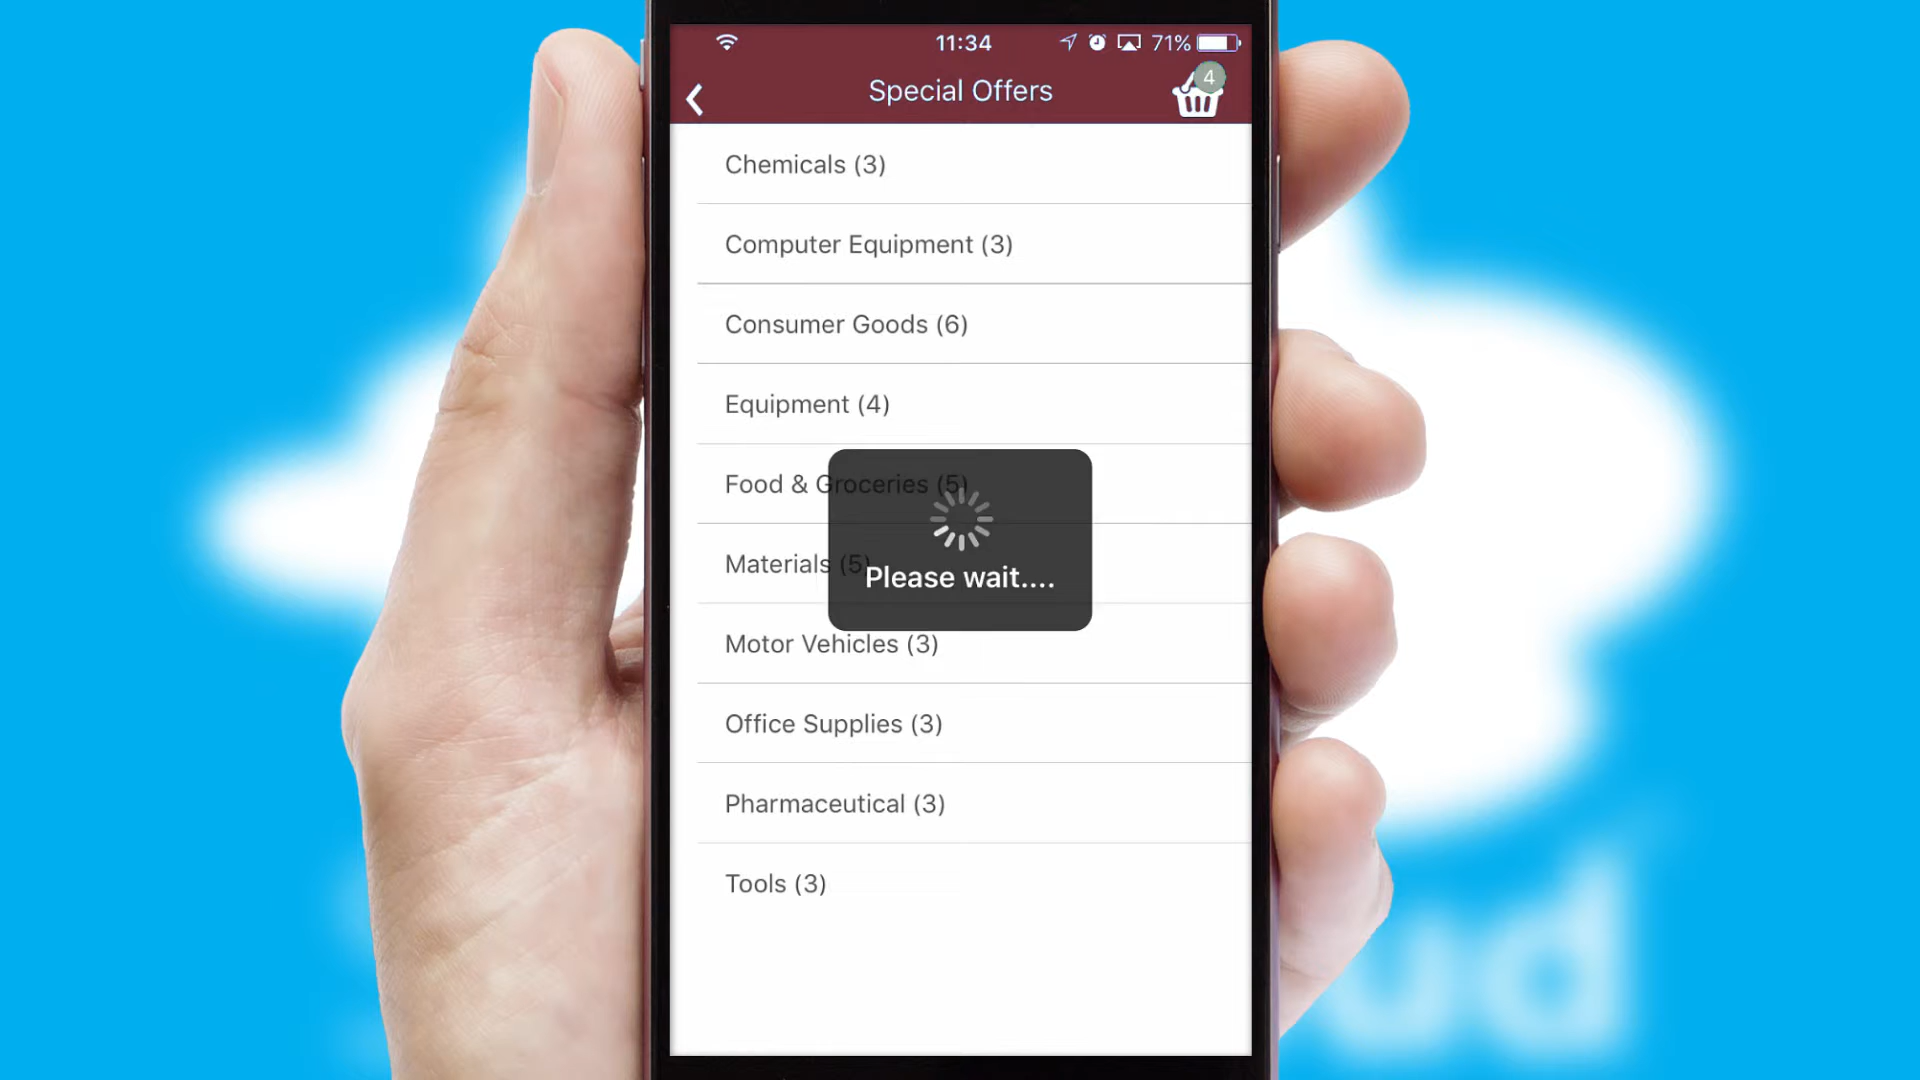 11:34
71%
Special Offers
4
Chemicals (3)
Computer Equipment (3)
Consumer Goods (6)
Equipment (4)
Food & Groceries (5)
Materials (5)
Please wait....
Motor Vehicles (3)
Office Supplies (3)
Pharmaceutical (3)
Tools (3)
ud